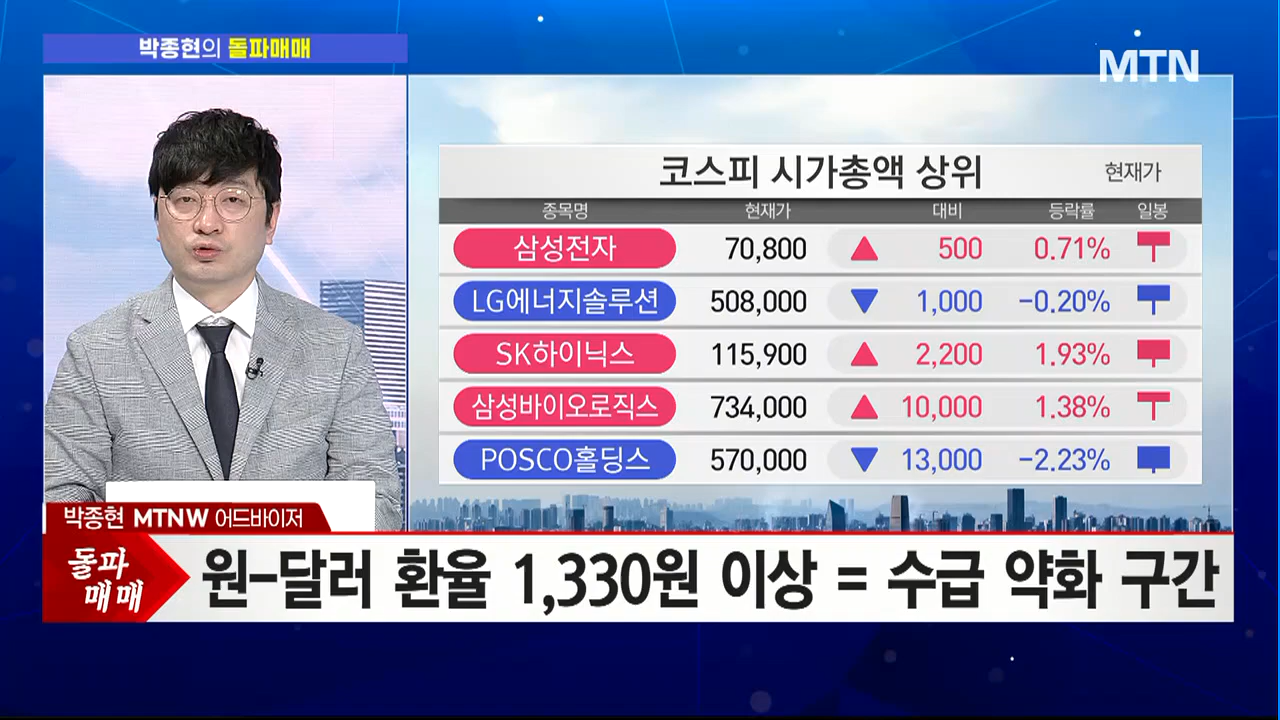 박종현의 돌파매매
MTN
코스피 시가총액 상위 현재가
종목명 현재가 대비 등락률 일봉
삼성전자 70,800 ▲ 500 0.71%
LG에너지솔루션 508,000 ▼ 1,000 -0.20%
SK하이닉스 115,900 ▲ 2,200 1.93%
삼성바이오로직스 734,000 ▲ 10,000 1.38%
POSCO홀딩스 570,000 ▼ 13,000 -2.23%
박종현 MTNW 어드바이저
돌파
매매
원-달러 환율 1,330원 이상 = 수급 약화 구간